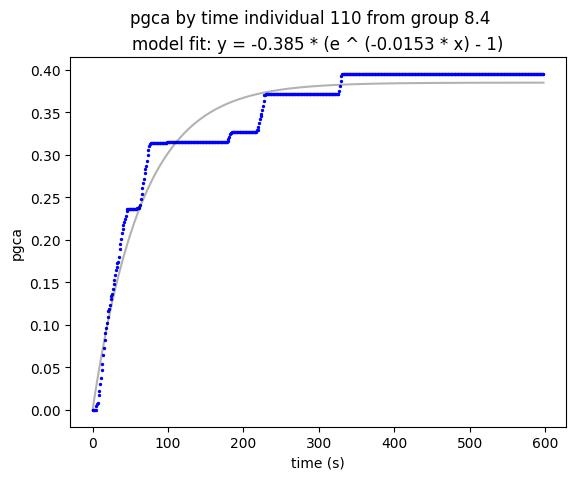 pgca by time individual 110 from group 8.4
model fit: y = -0.385 * (e ^ (-0.0153 * x) - 1)
0.40
0.35
0.30
0.25
0.20
0.15
0.10
0.05
0.00
pgca
0 100 200 300 400 500 600
time (s)